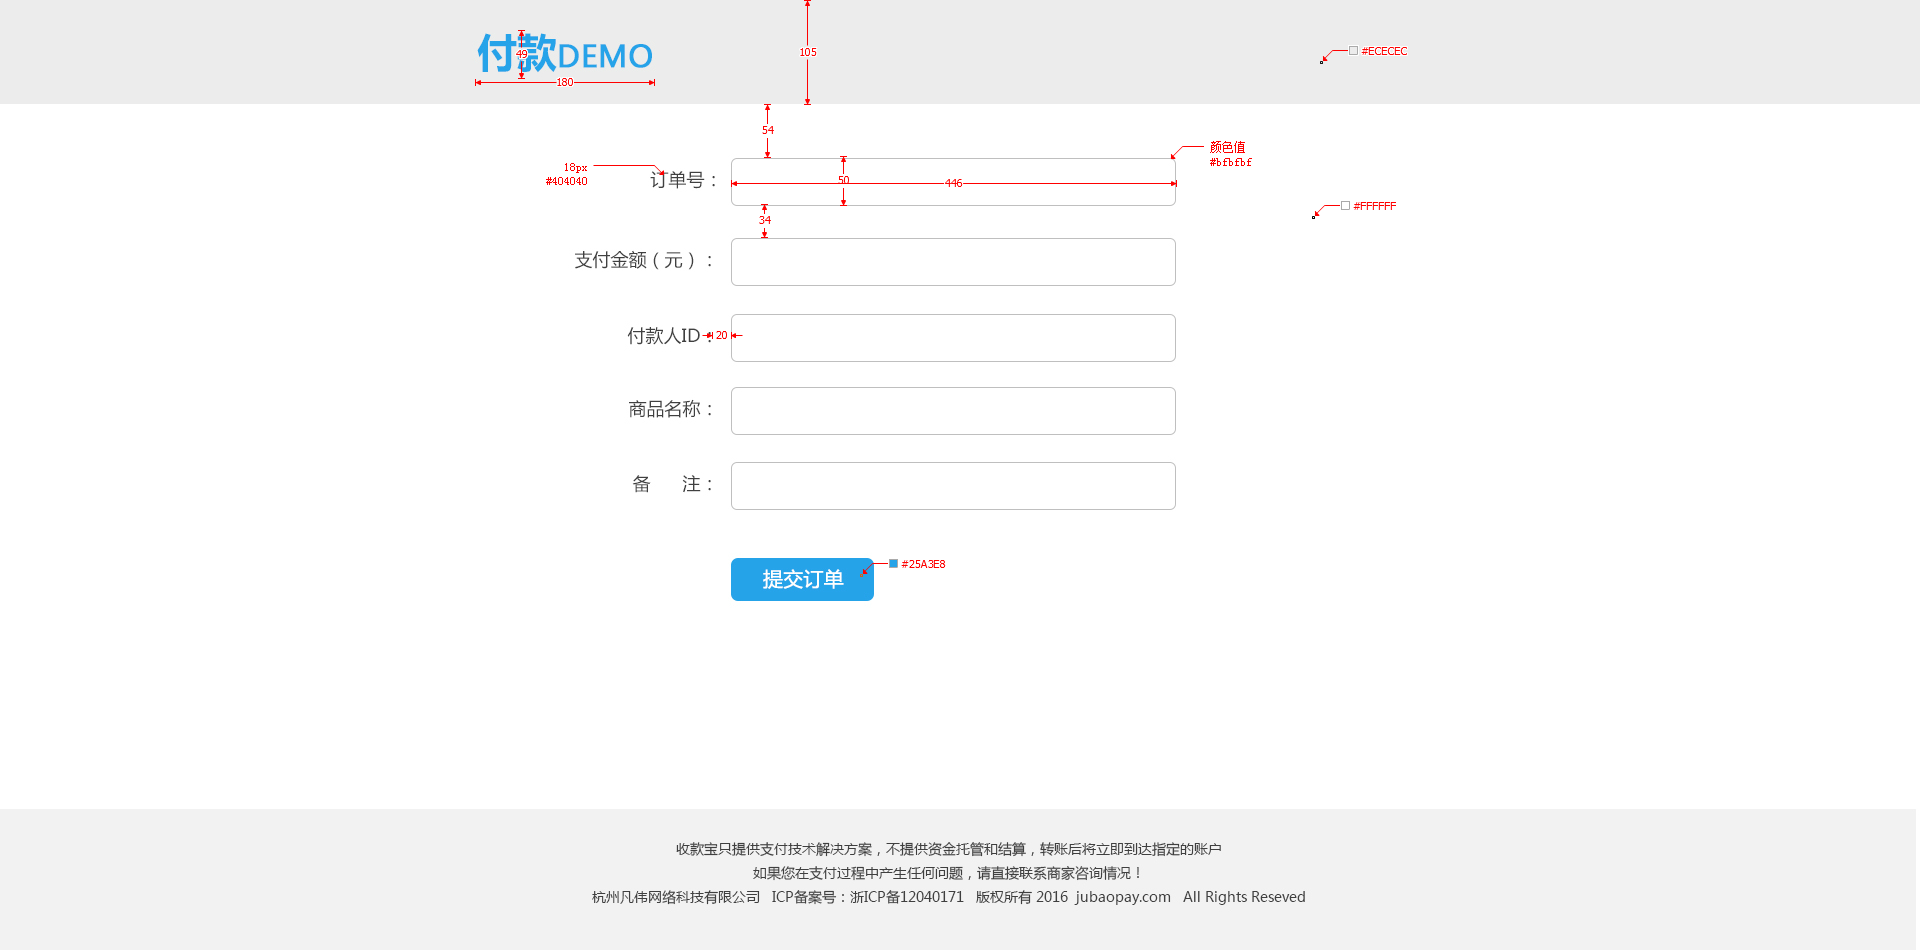 付款DEMO
49
180
105
#ECECEC
54
18px
#404040
订单号：
50
446
颜色值
#bfbfbf
34
#FFFFFF
支付金额（元）：
付款人ID：
20
商品名称：
备 注：
提交订单
#25A3E8
收款宝只提供支付技术解决方案，不提供资金托管和结算，转账后将立即到达指定的账户
如果您在支付过程中产生任何问题，请直接联系商家咨询情况！
杭州凡伟网络科技有限公司 ICP备案号：浙ICP备12040171 版权所有 2016 jubaopay.com All Rights Reseved